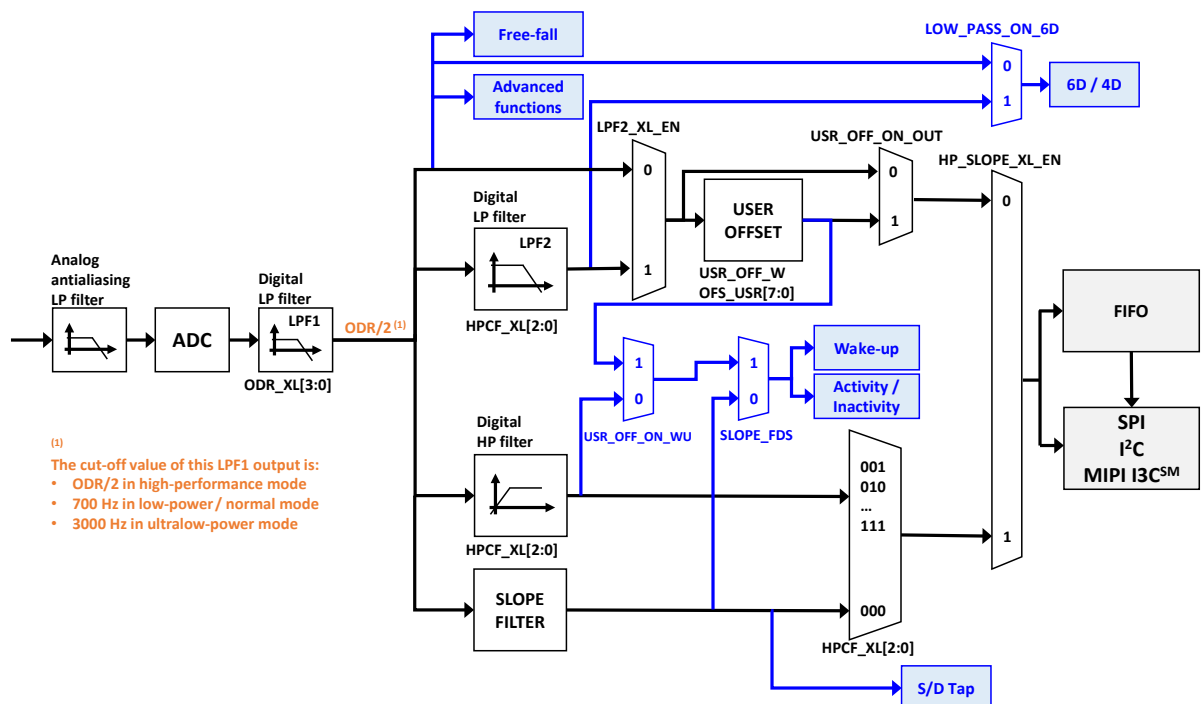 Free-fall
LOW_PASS_ON_6D
0
1
6D / 4D
Advanced
functions
LPF2_XL_EN
0
1
USR_OFF_ON_OUT
0
1
HP_SLOPE_XL_EN
0
1
Digital
LP filter
LPF2
HPCF_XL[2:0]
USER
OFFSET
USR_OFF_W
OFS_USR[7:0]
Analog
antialiasing
LP filter
ADC
Digital
LP filter
LPF1
ODR_XL[3:0]
ODR/2 (1)
FIFO
SPI
I²C
MIPI I3Cˢᴹ
1
0
USR_OFF_ON_WU
1
0
SLOPE_FDS
Wake-up
Activity /
Inactivity
Digital
HP filter
HPCF_XL[2:0]
001
010
...
111
000
HPCF_XL[2:0]
SLOPE
FILTER
S/D Tap
(1)
The cut-off value of this LPF1 output is:
• ODR/2 in high-performance mode
• 700 Hz in low-power / normal mode
• 3000 Hz in ultralow-power mode